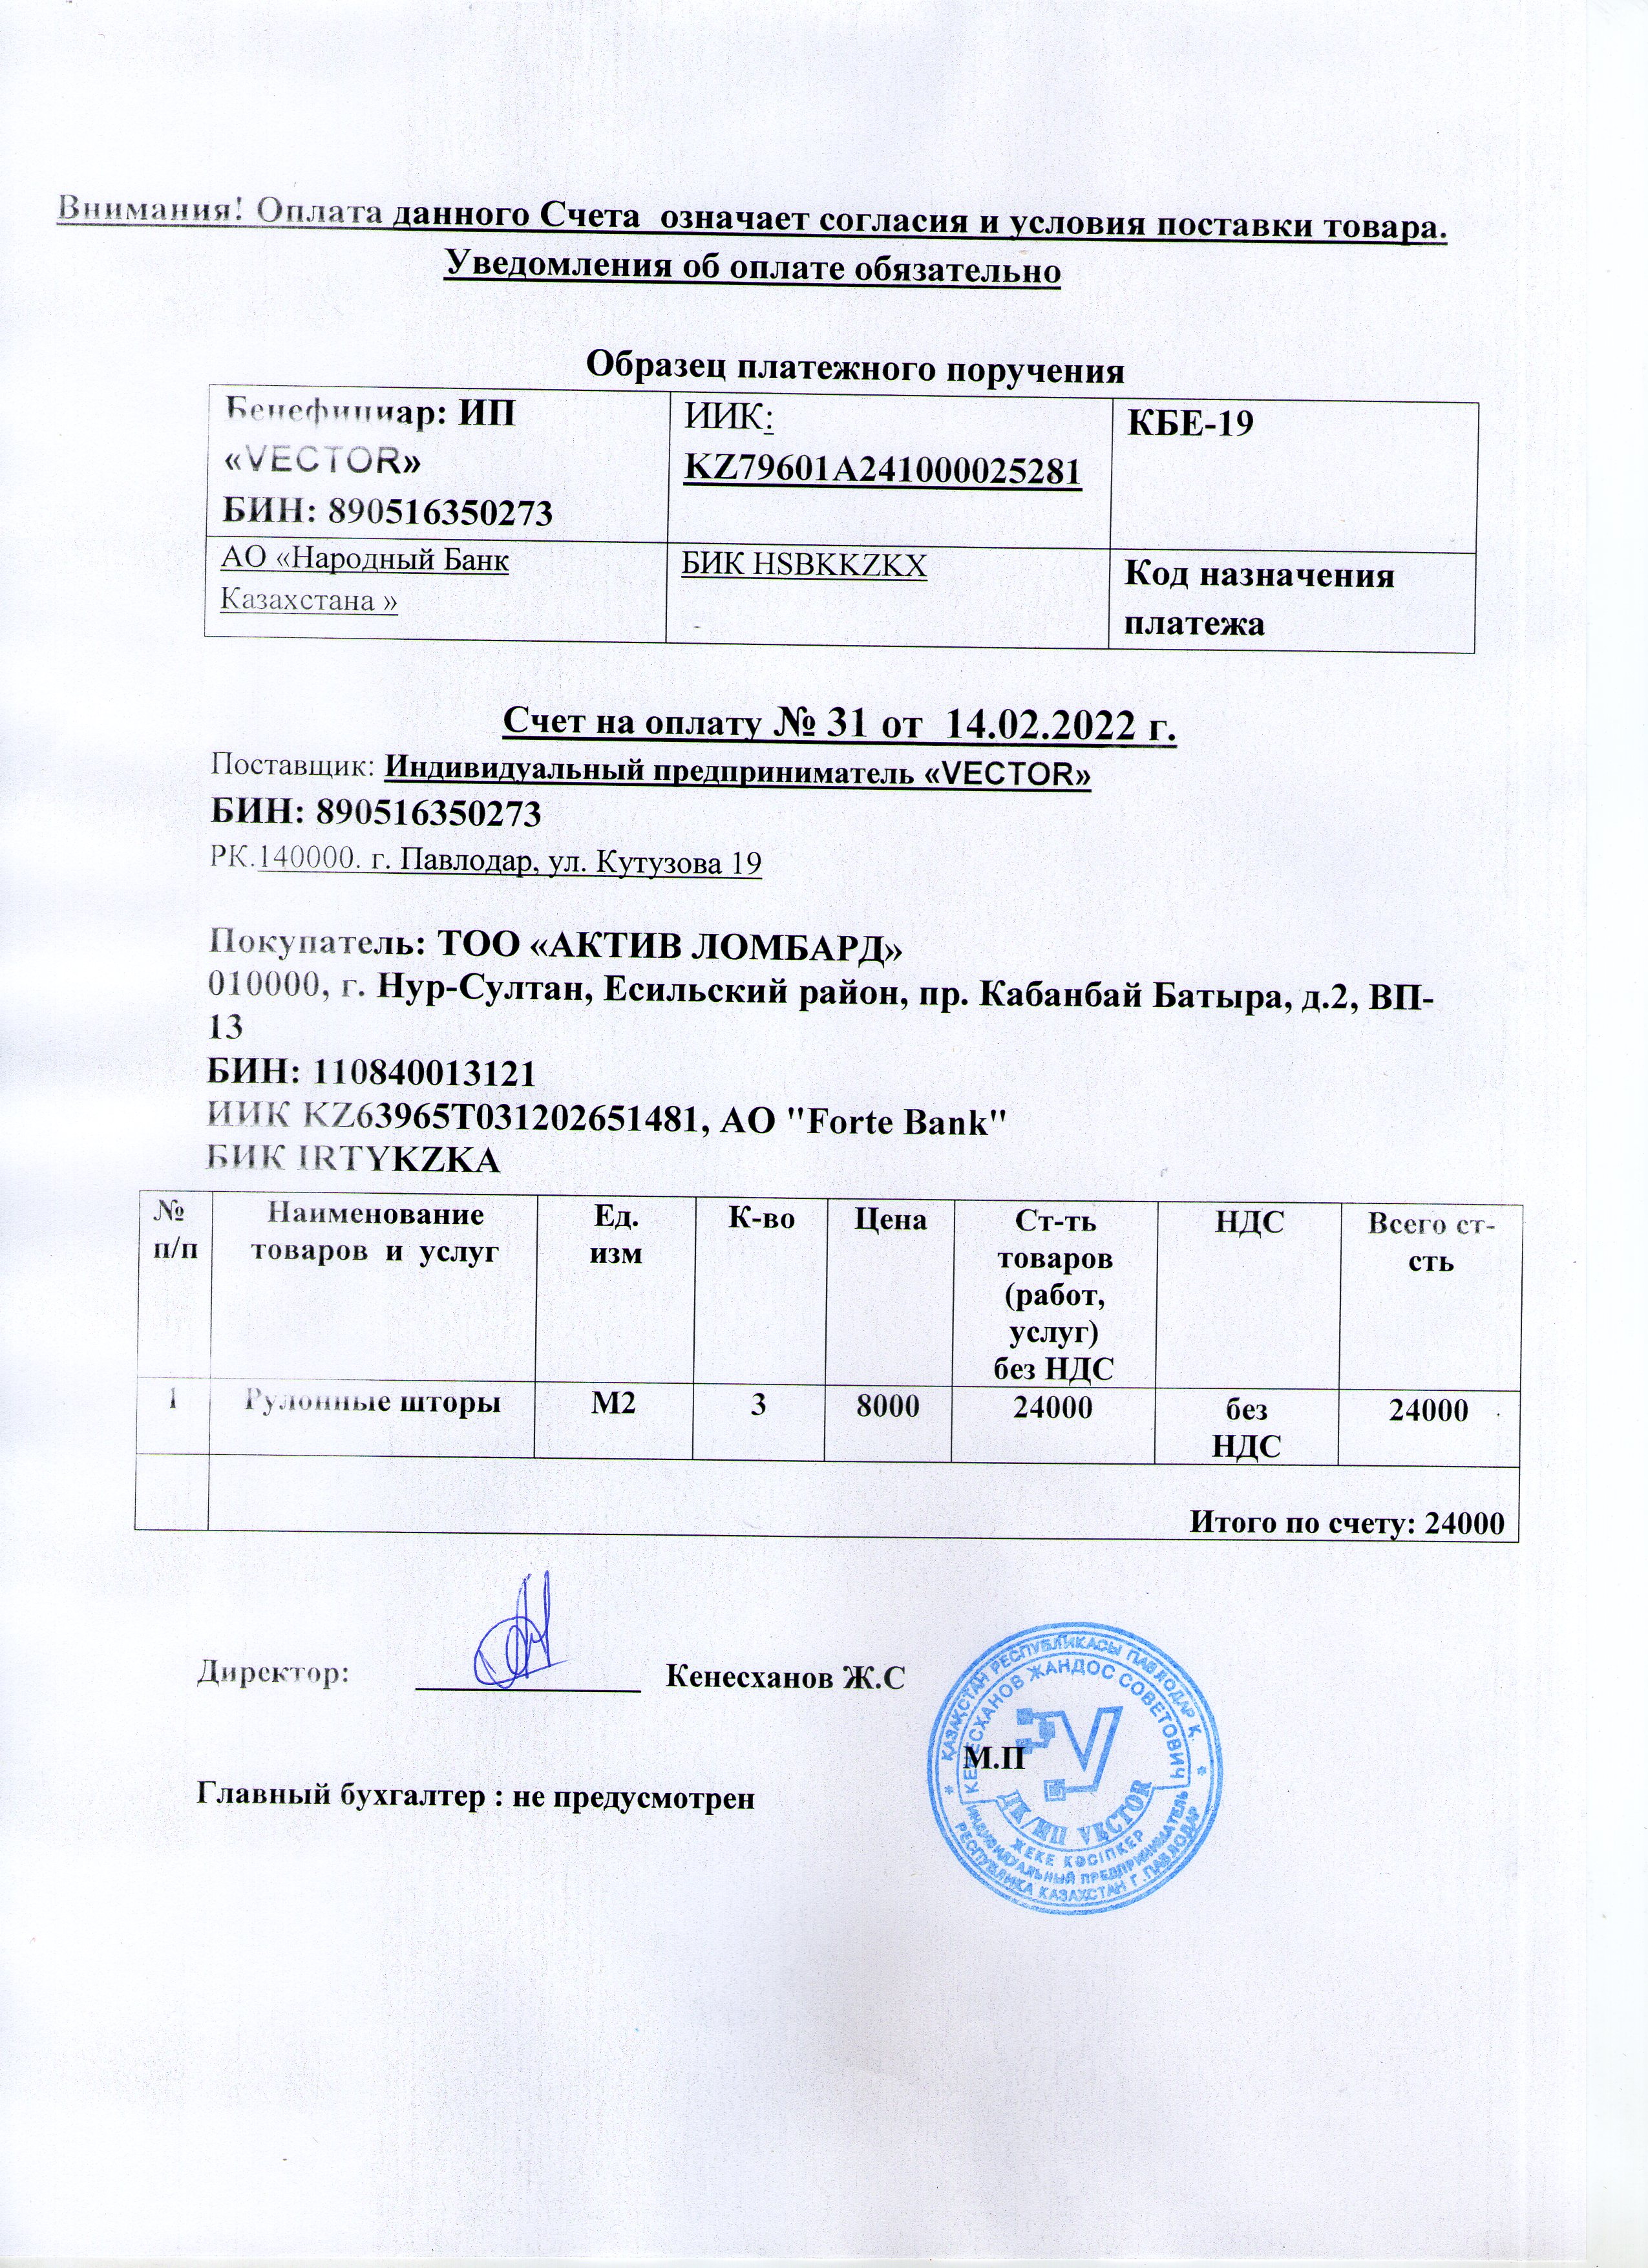 Внимания! Оплата данного Счета означает согласия и условия поставки товара.
Уведомления об оплате обязательно
Образец платежного поручения
Бенефициар: ИП
«VECTOR»
БИН: 890516350273
ИИК:
KZ79601A241000025281
КБЕ-19
АО «Народный Банк
Казахстана »
БИК HSBKKZKX
Код назначения
платежа
Счет на оплату № 31 от 14.02.2022 г.
Поставщик: Индивидуальный предприниматель «VECTOR»
БИН: 890516350273
РК.140000. г. Павлодар, ул. Кутузова 19
Покупатель: ТОО «АКТИВ ЛОМБАРД»
010000, г. Нур-Султан, Есильский район, пр. Кабанбай Батыра, д.2, ВП-
13
БИН: 110840013121
ИИК KZ63965T031202651481, АО "Forte Bank"
БИК IRTYKZKA
№
п/п
Наименование
товаров и услуг
Ед.
изм
К-во
Цена
Ст-ть
товаров
(работ,
услуг)
без НДС
НДС
Всего ст-
сть
1
Рулонные шторы
М2
3
8000
24000
без
НДС
24000
Итого по счету: 24000
Директор:
Кенесханов Ж.С
М.П
Главный бухгалтер : не предусмотрен
ҚАЗАҚСТАН РЕСПУБЛИКАСЫ ПАВЛОДАР Қ.
КЕНЕСХАНОВ ЖАНДОС СОВЕТОВИЧ
ЖК/ИП VECTOR
ЖЕКЕ КӘСІПКЕР
ИНДИВИДУАЛЬНЫЙ ПРЕДПРИНИМАТЕЛЬ
РЕСПУБЛИКА КАЗАХСТАН Г.ПАВЛОДАР